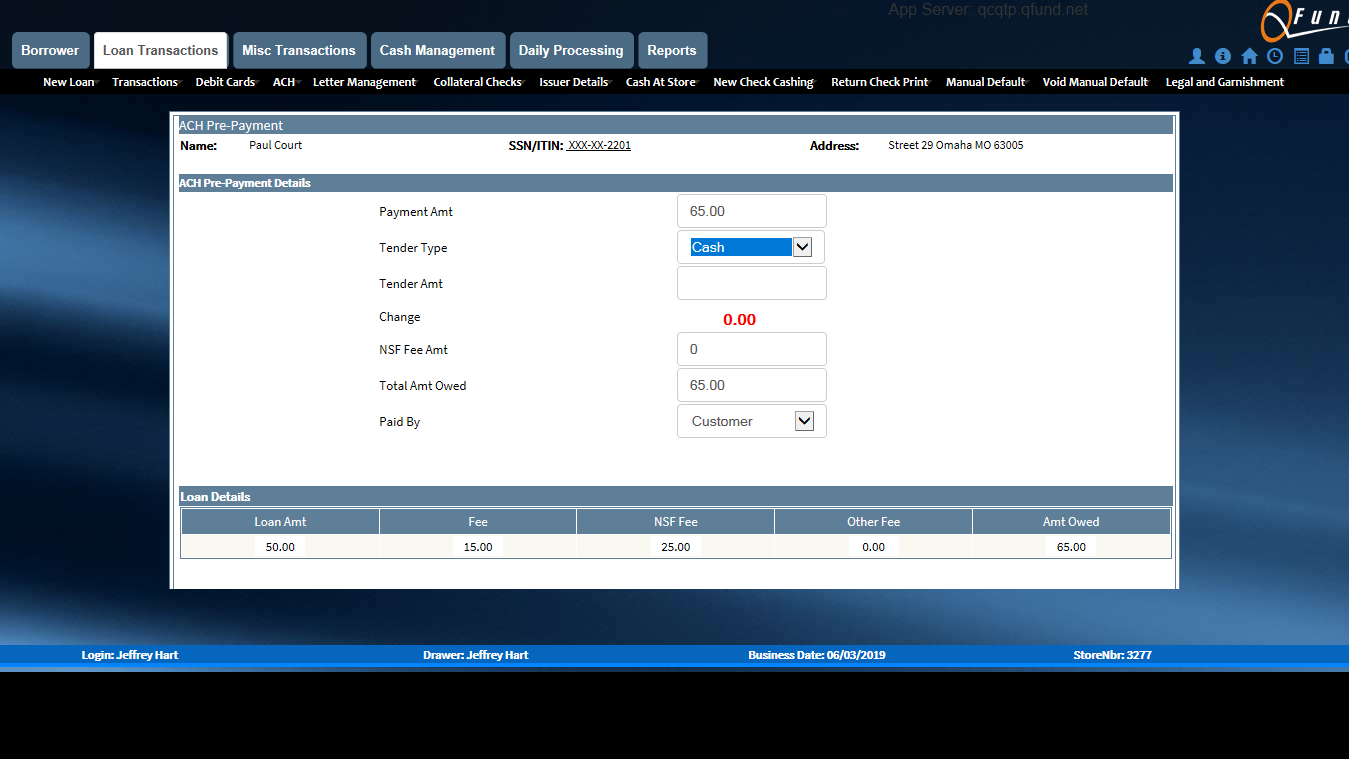 App Server: qcqtp.qfund.net
QFun
Borrower Loan Transactions Misc Transactions Cash Management Daily Processing Reports
New Loan Transactions Debit Cards ACH Letter Management Collateral Checks Issuer Details Cash At Store New Check Cashing Return Check Print Manual Default Void Manual Default Legal and Garnishment
ACH Pre-Payment
Name: Paul Court SSN/ITIN: XXX-XX-2201 Address: Street 29 Omaha MO 63005
ACH Pre-Payment Details
Payment Amt 65.00
Tender Type Cash
Tender Amt
Change 0.00
NSF Fee Amt 0
Total Amt Owed 65.00
Paid By Customer
Loan Details
Loan Amt Fee NSF Fee Other Fee Amt Owed
50.00 15.00 25.00 0.00 65.00
Login: Jeffrey Hart Drawer: Jeffrey Hart Business Date: 06/03/2019 StoreNbr: 3277